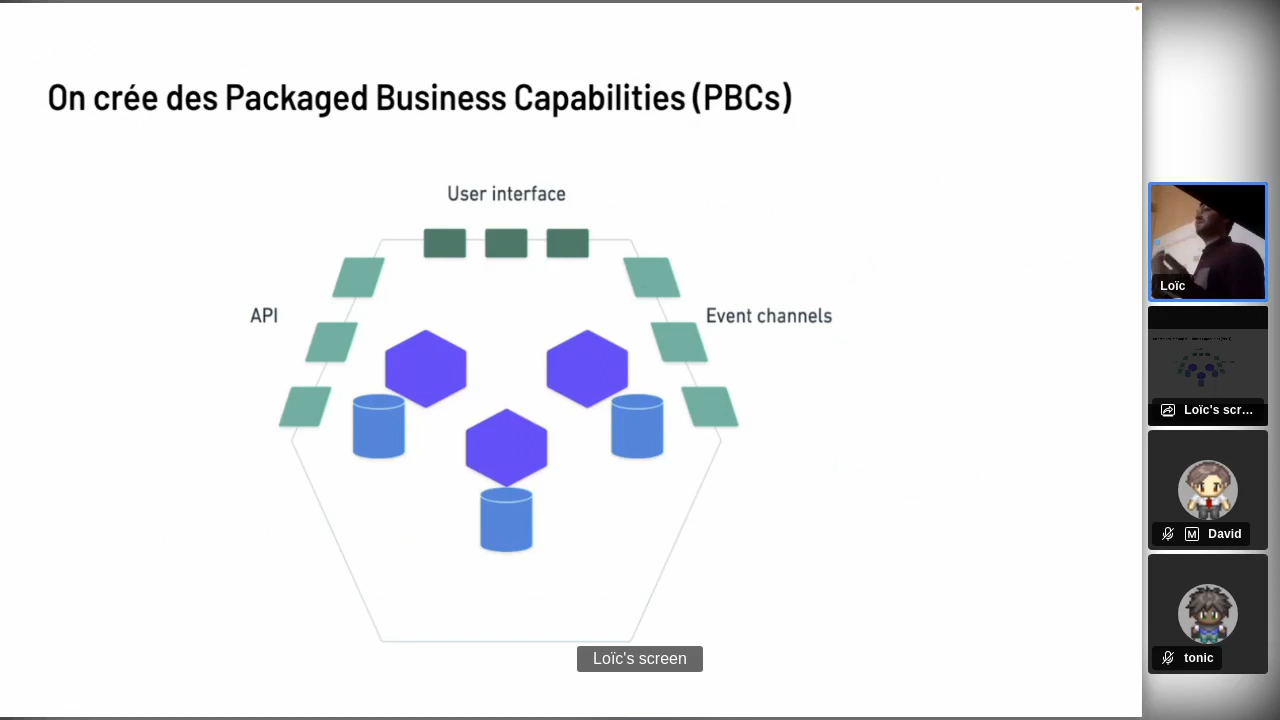 On crée des Packaged Business Capabilities (PBCs)
User interface
API
Event channels
Loïc's screen
Loïc
Loïc's scr...
M
David
tonic